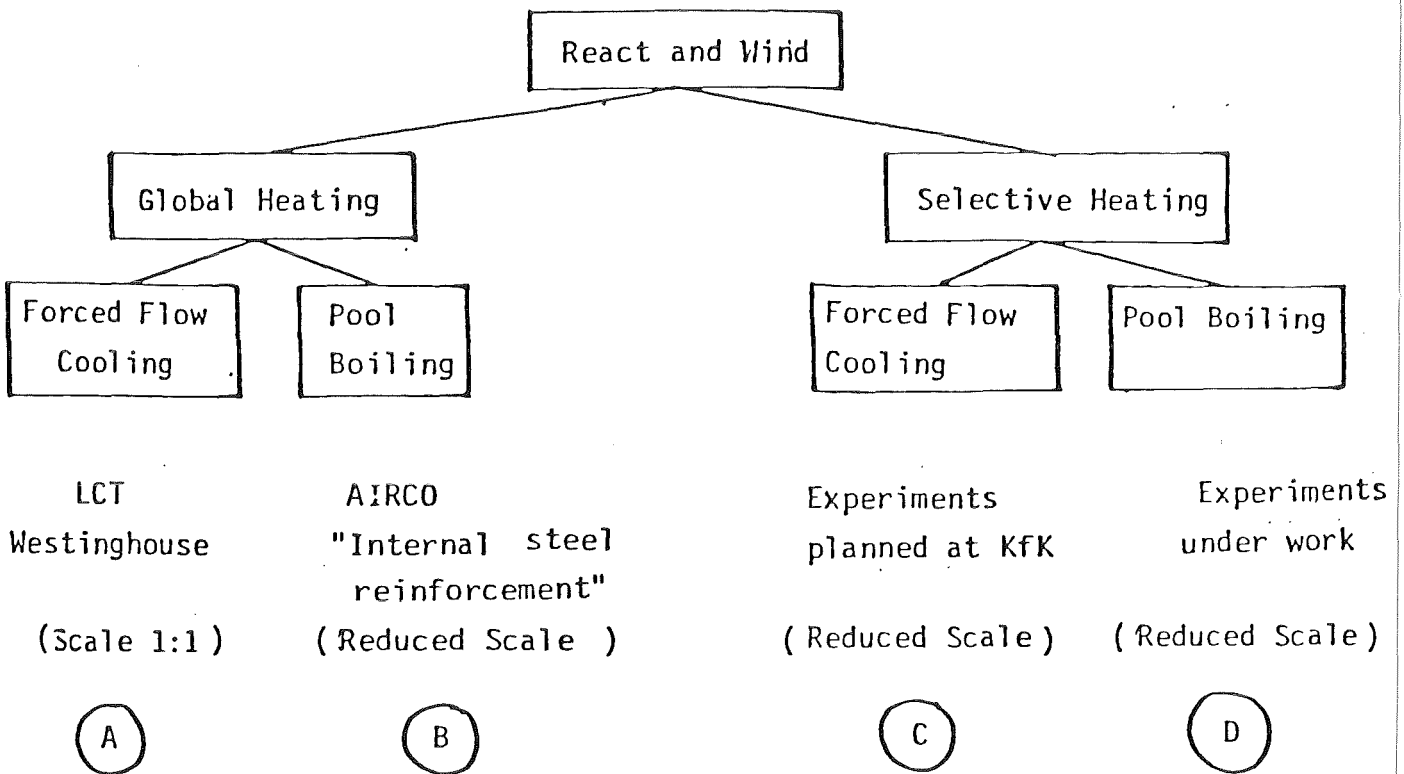 React and Wind
Global Heating
Selective Heating
Forced Flow
Cooling
Pool
Boiling
Forced Flow
Cooling
Pool Boiling
LCT
Westinghouse
(Scale 1:1)
A
AIRCO
"Internal steel
reinforcement"
(Reduced Scale )
B
Experiments
planned at KfK
(Reduced Scale)
C
Experiments
under work
(Reduced Scale)
D